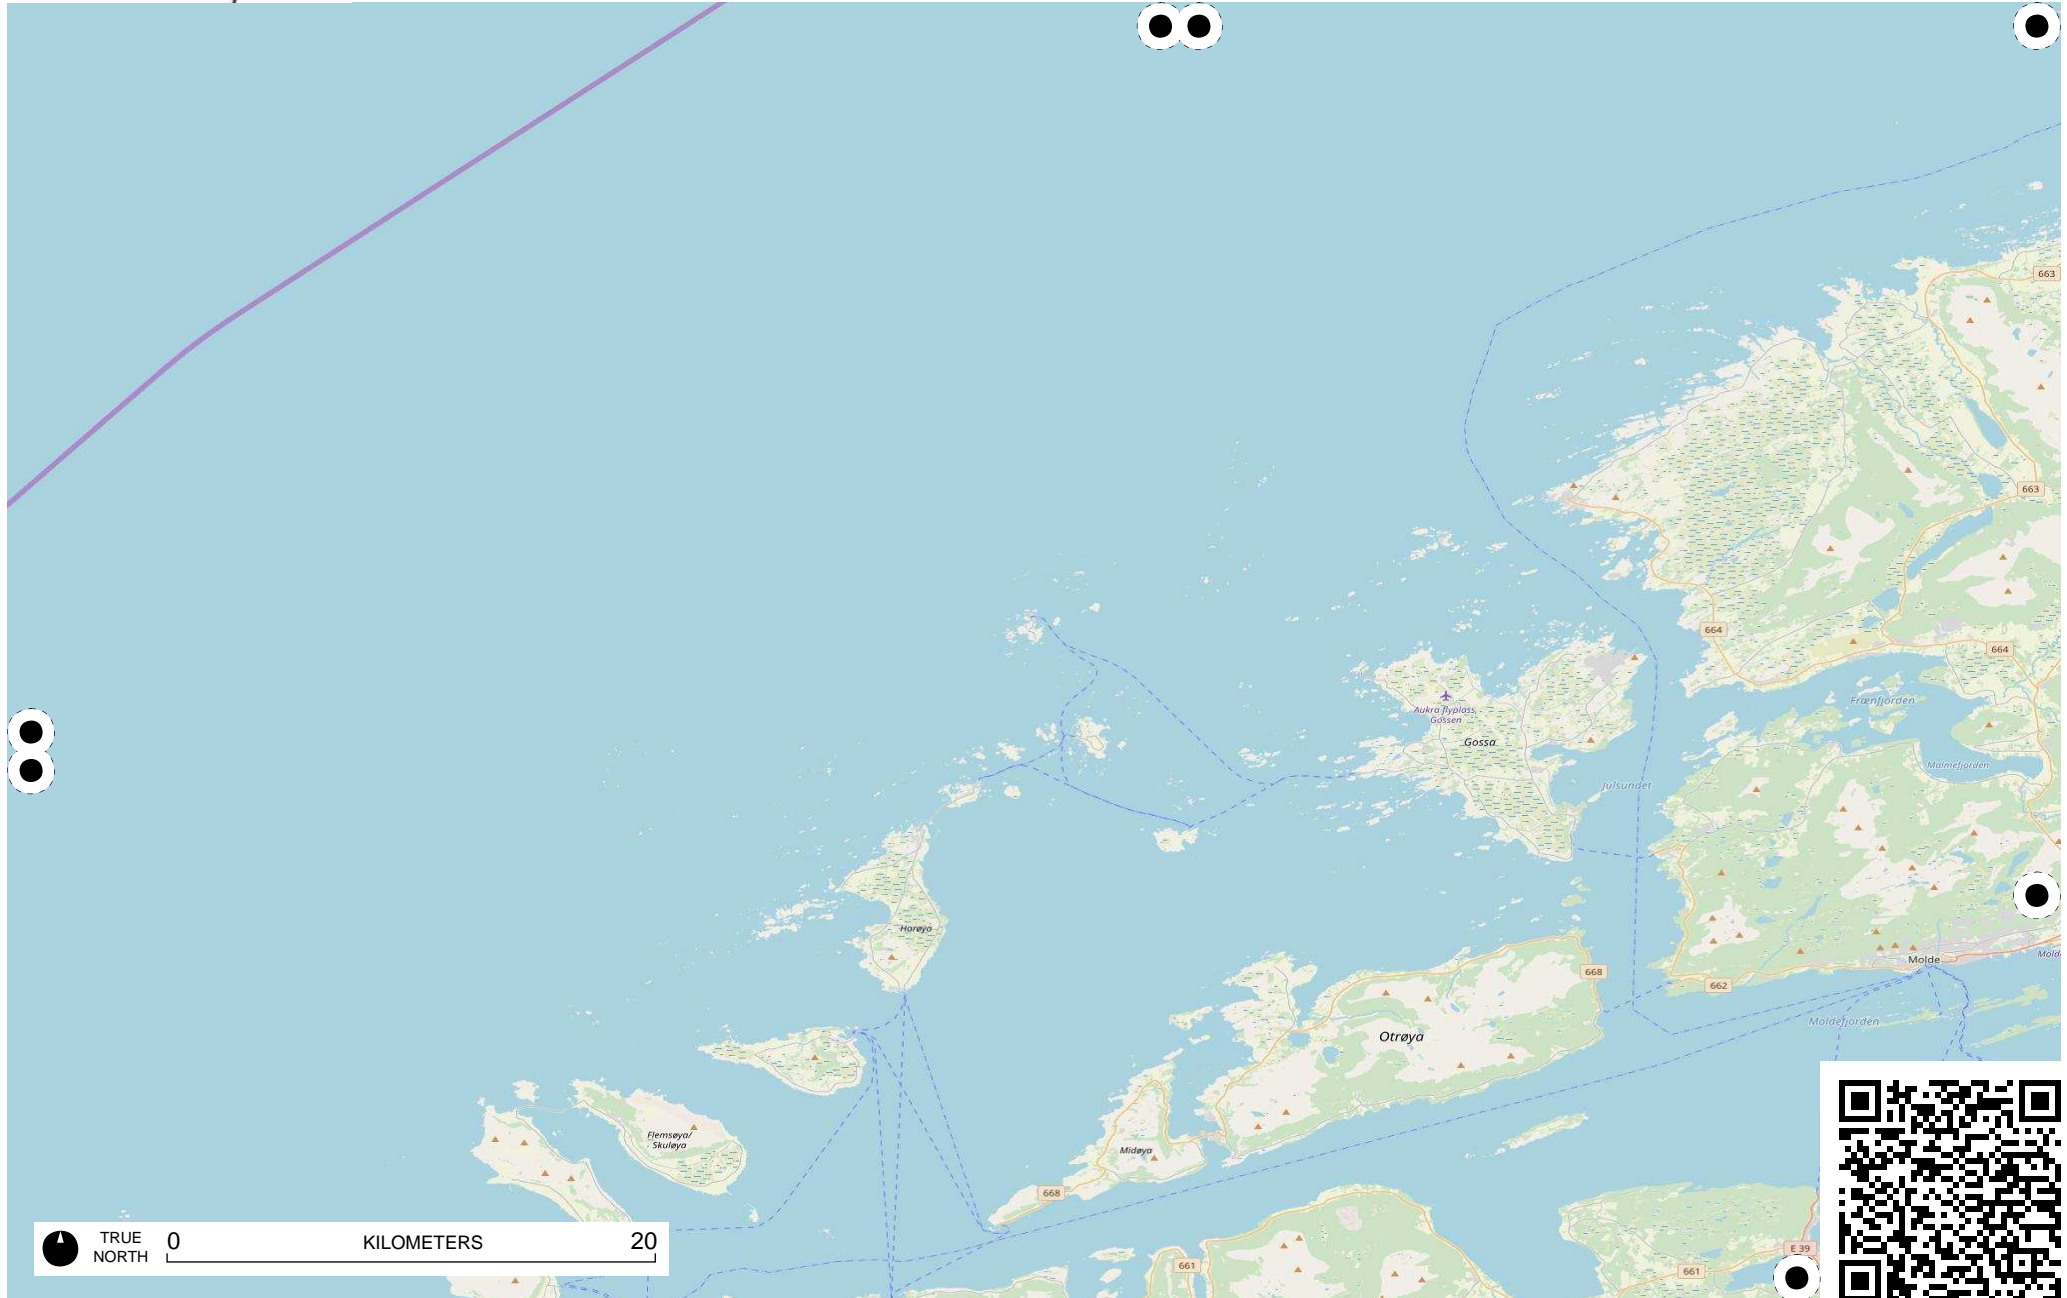 663
663
664
664
Frænfjorden
Aukra flyplass,
Gossen
Gossa
Malmefjorden
Julsundet
Harøya
Molde
668
662
Moldefjorden
Otrøya
Flemsøya/
Skuløya
Midøya
668
TRUE
NORTH
0 KILOMETERS 20
E 39
661
661